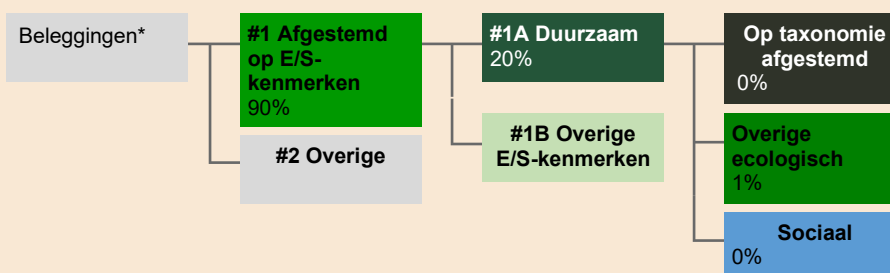 Beleggingen*
#1 Afgestemd
op E/S-
kenmerken
90%
#2 Overige
#1A Duurzaam
20%
#1B Overige
E/S-kenmerken
Op taxonomie
afgestemd
0%
Overige
ecologisch
1%
Sociaal
0%